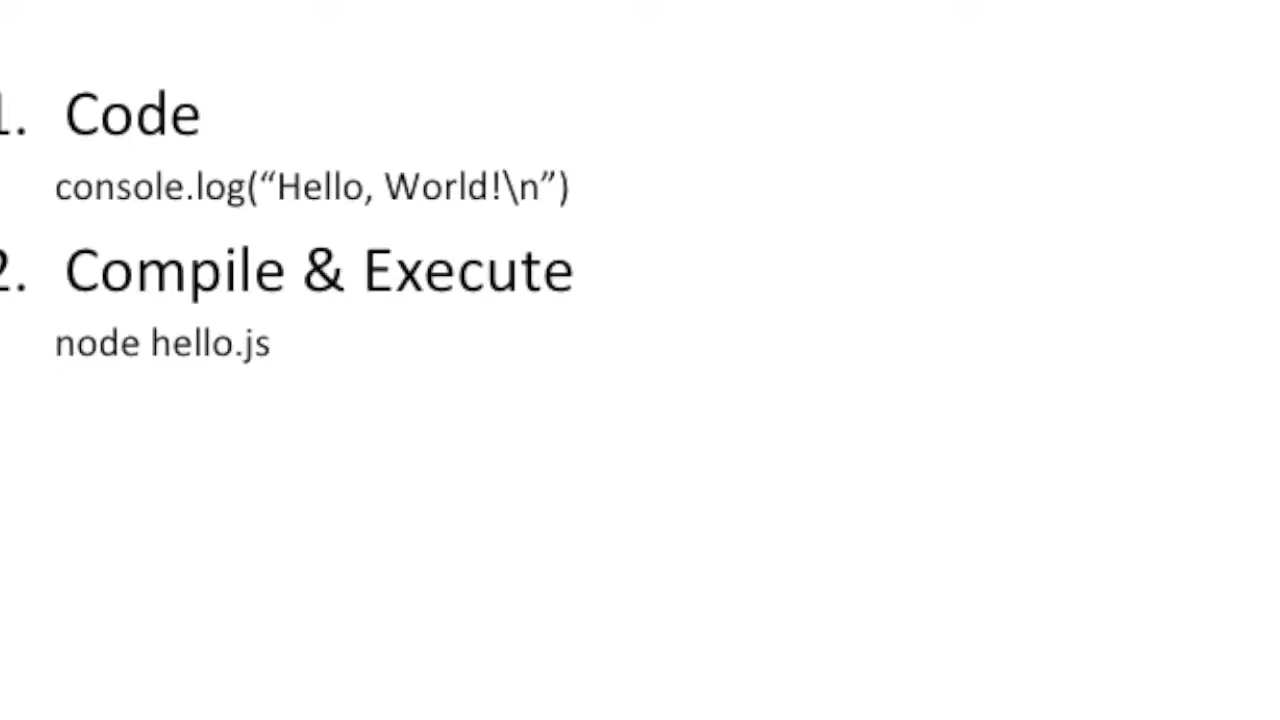 1. Code
console.log(“Hello, World!\n”)
2. Compile & Execute
node hello.js